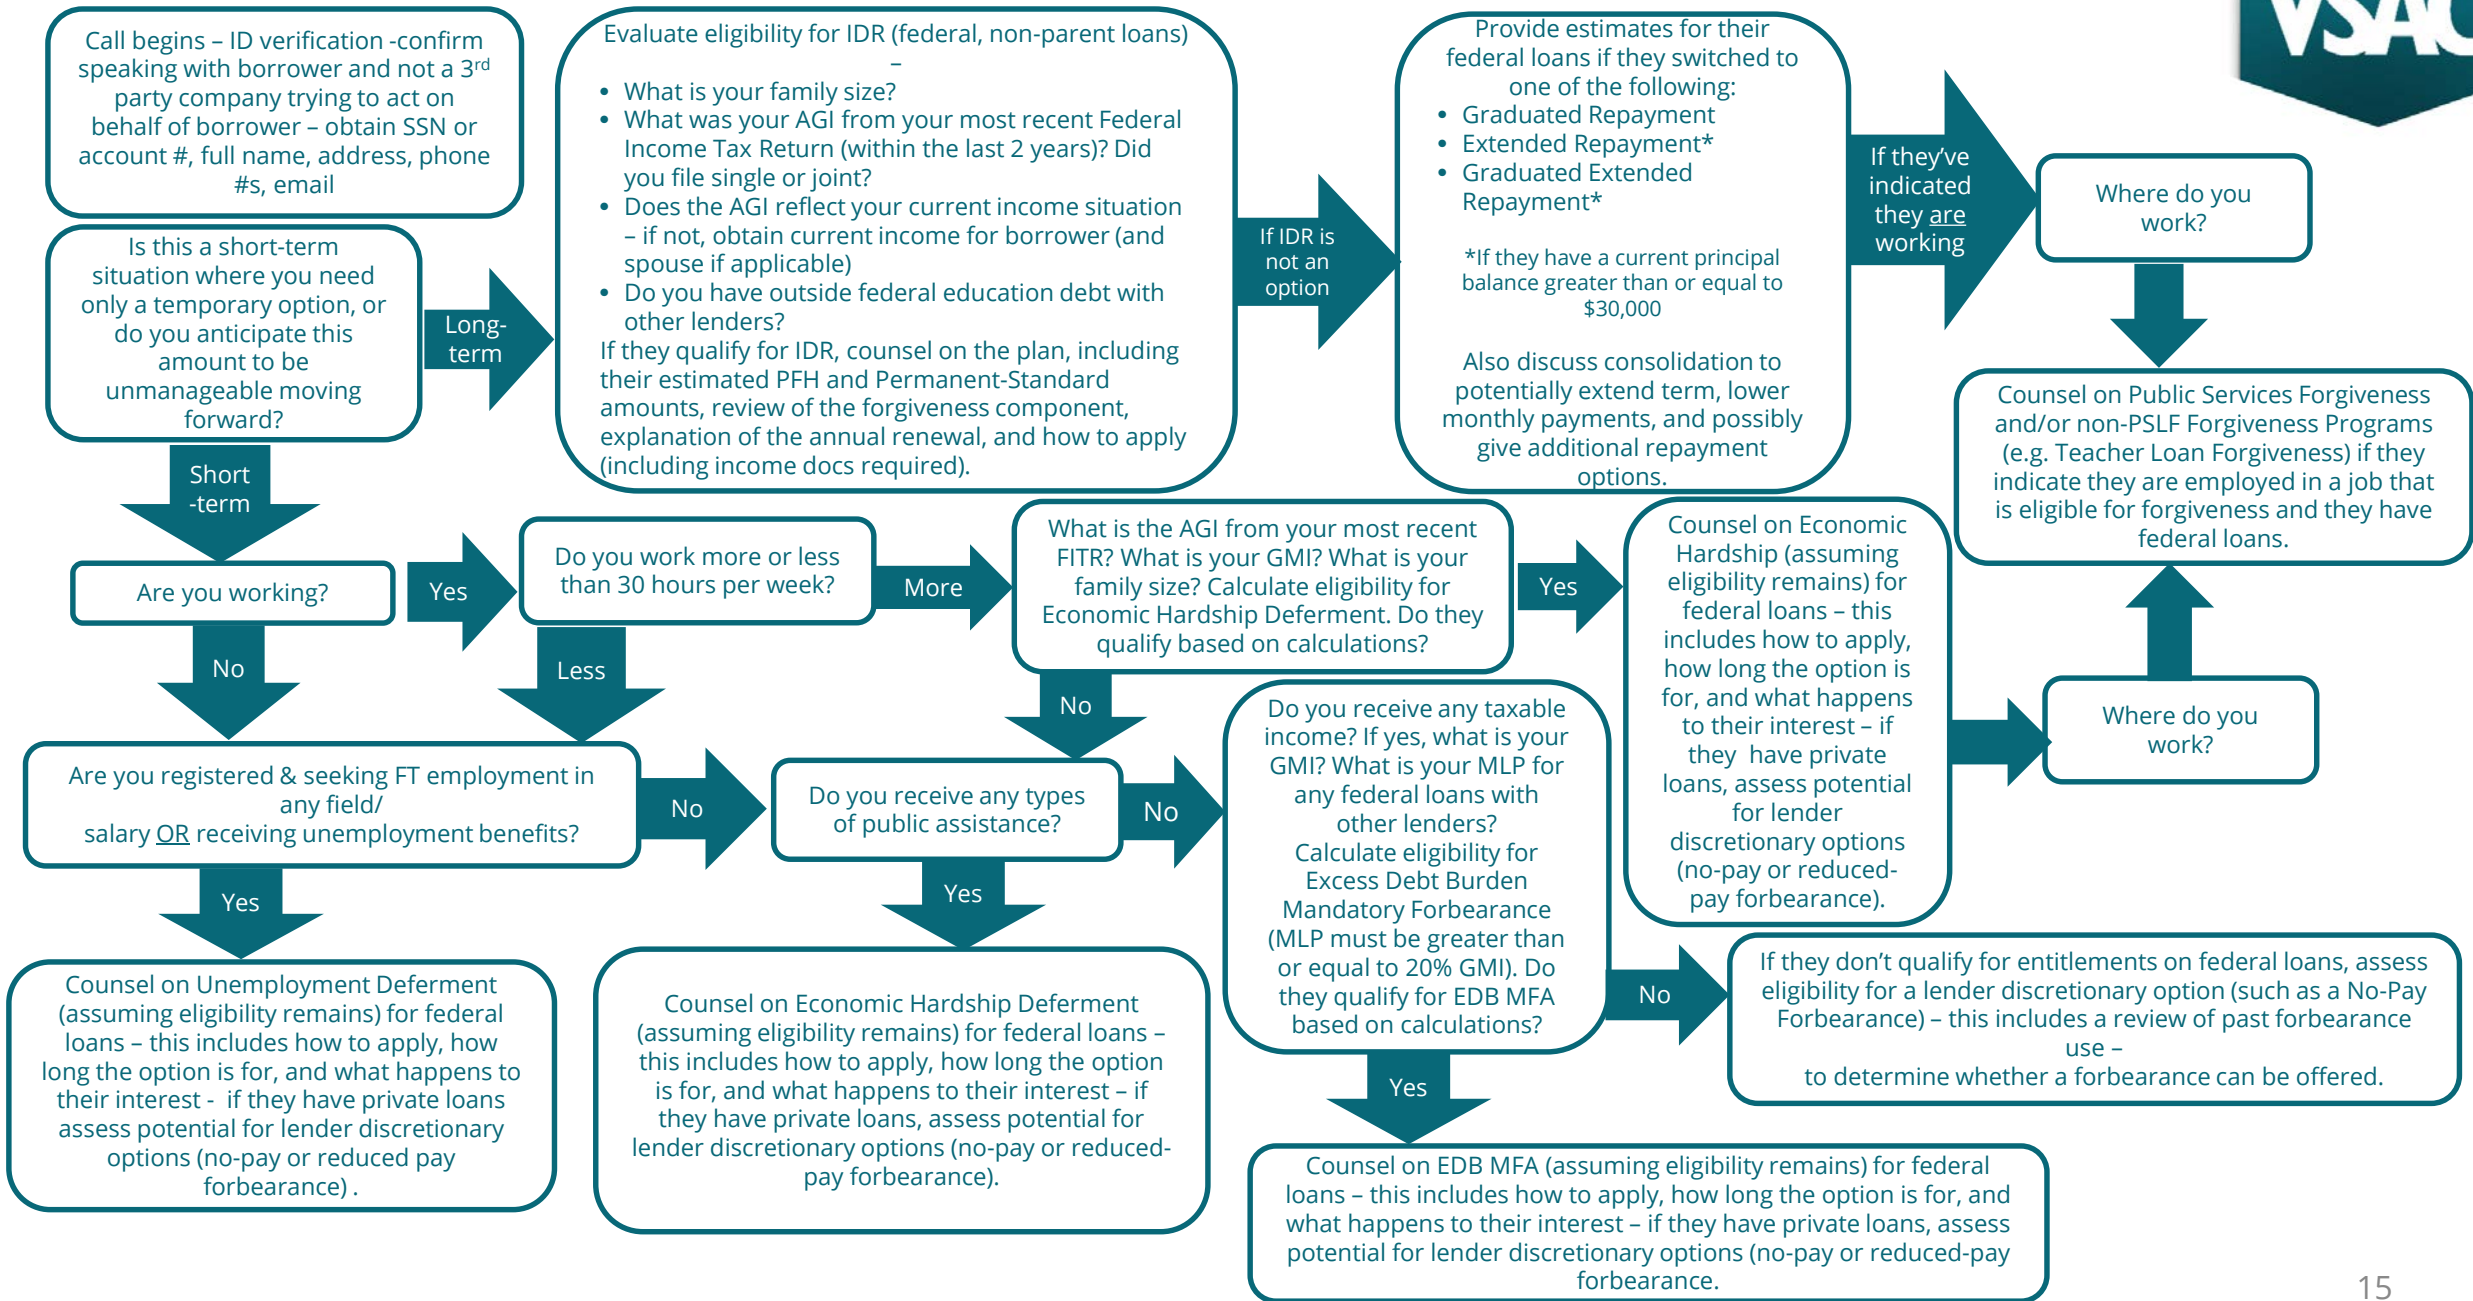 Call begins – ID verification -confirm
speaking with borrower and not a 3rd
party company trying to act on
behalf of borrower – obtain SSN or
account #, full name, address, phone
#s, email
Is this a short-term
situation where you need
only a temporary option, or
do you anticipate this
amount to be
unmanageable moving
forward?
Long-
term
Evaluate eligibility for IDR (federal, non-parent loans)
–
• What is your family size?
• What was your AGI from your most recent Federal
Income Tax Return (within the last 2 years)? Did
you file single or joint?
• Does the AGI reflect your current income situation
– if not, obtain current income for borrower (and
spouse if applicable)
• Do you have outside federal education debt with
other lenders?
If they qualify for IDR, counsel on the plan, including
their estimated PFH and Permanent-Standard
amounts, review of the forgiveness component,
explanation of the annual renewal, and how to apply
(including income docs required).
If IDR is
not an
option
Provide estimates for their
federal loans if they switched to
one of the following:
• Graduated Repayment
• Extended Repayment*
• Graduated Extended
Repayment*
*If they have a current principal
balance greater than or equal to
$30,000
Also discuss consolidation to
potentially extend term, lower
monthly payments, and possibly
give additional repayment
options.
If they’ve
indicated
they are
working
VSAC
Where do you
work?
Counsel on Public Services Forgiveness
and/or non-PSLF Forgiveness Programs
(e.g. Teacher Loan Forgiveness) if they
indicate they are employed in a job that
is eligible for forgiveness and they have
federal loans.
Short
-term
Are you working?
Yes
Do you work more or less
than 30 hours per week?
More
What is the AGI from your most recent
FITR? What is your GMI? What is your
family size? Calculate eligibility for
Economic Hardship Deferment. Do they
qualify based on calculations?
Yes
Counsel on Economic
Hardship (assuming
eligibility remains) for
federal loans – this
includes how to apply,
how long the option is
for, and what happens
to their interest – if
they have private
loans, assess potential
for lender
discretionary options
(no-pay or reduced-
pay forbearance).
Where do you
work?
No
Less
No
Are you registered & seeking FT employment in
any field/
salary OR receiving unemployment benefits?
No
Do you receive any types
of public assistance?
No
Do you receive any taxable
income? If yes, what is your
GMI? What is your MLP for
any federal loans with
other lenders?
Calculate eligibility for
Excess Debt Burden
Mandatory Forbearance
(MLP must be greater than
or equal to 20% GMI). Do
they qualify for EDB MFA
based on calculations?
Yes
Yes
No
If they don’t qualify for entitlements on federal loans, assess
eligibility for a lender discretionary option (such as a No-Pay
Forbearance) – this includes a review of past forbearance
use –
to determine whether a forbearance can be offered.
Counsel on Unemployment Deferment
(assuming eligibility remains) for federal
loans – this includes how to apply, how
long the option is for, and what happens to
their interest - if they have private loans
assess potential for lender discretionary
options (no-pay or reduced pay
forbearance) .
Counsel on Economic Hardship Deferment
(assuming eligibility remains) for federal loans –
this includes how to apply, how long the option
is for, and what happens to their interest – if
they have private loans, assess potential for
lender discretionary options (no-pay or reduced-
pay forbearance).
Yes
Counsel on EDB MFA (assuming eligibility remains) for federal
loans – this includes how to apply, how long the option is for, and
what happens to their interest – if they have private loans, assess
potential for lender discretionary options (no-pay or reduced-pay
forbearance.
15